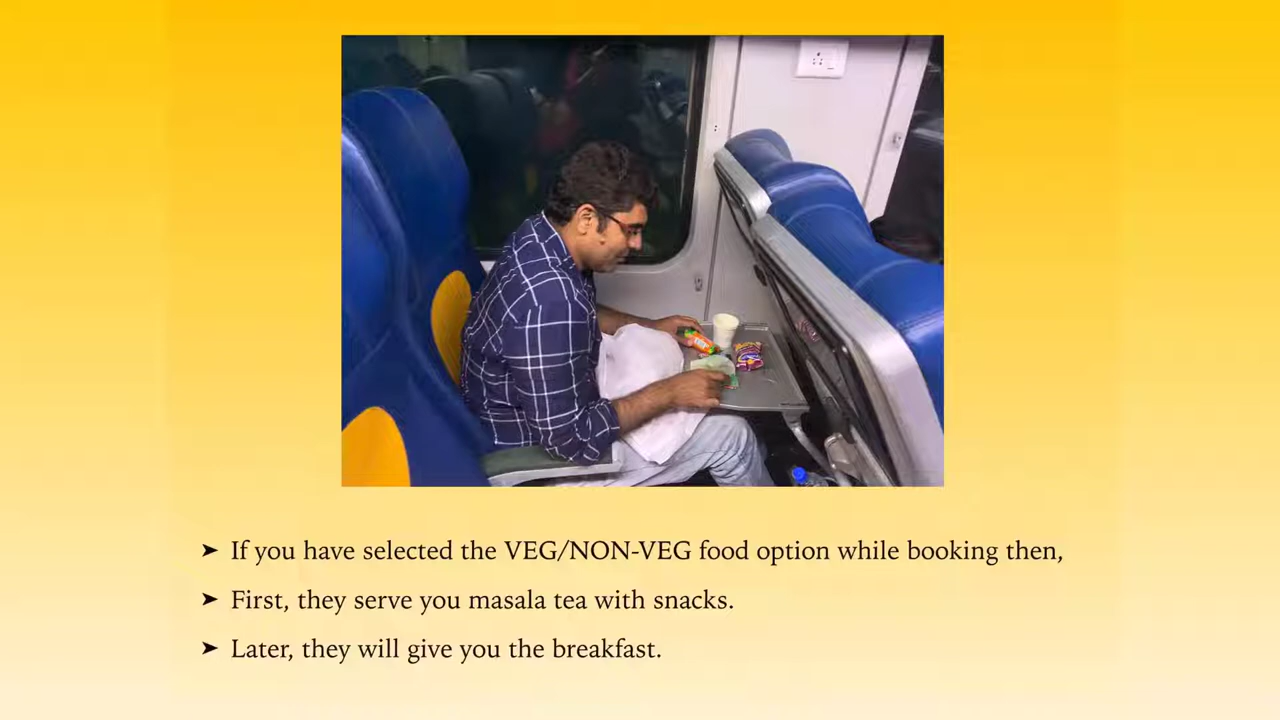 ➤ If you have selected the VEG/NON-VEG food option while booking then,
➤ First, they serve you masala tea with snacks.
➤ Later, they will give you the breakfast.